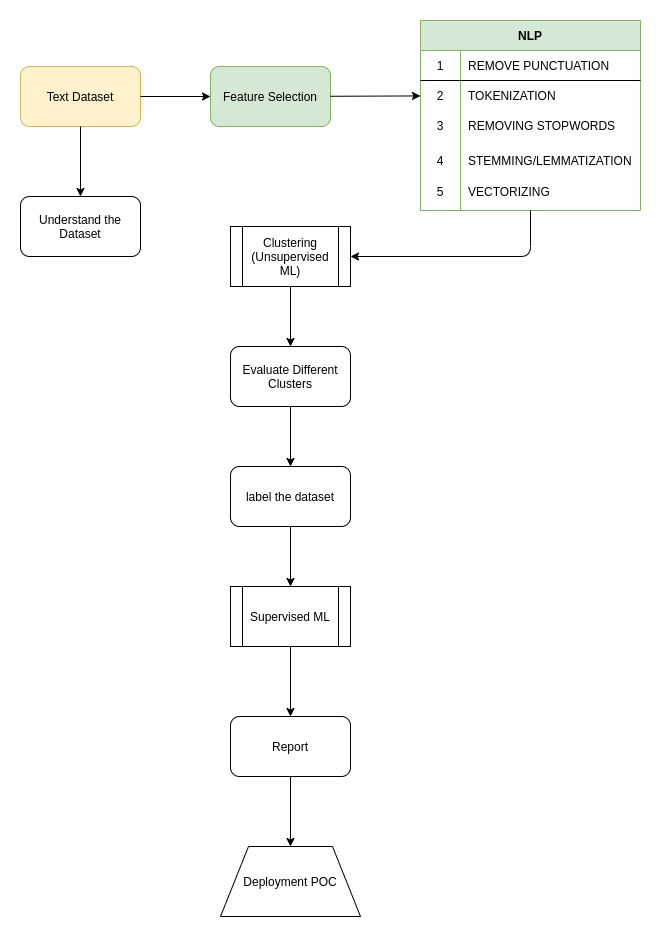 NLP
1 REMOVE PUNCTUATION
2 TOKENIZATION
3 REMOVING STOPWORDS
4 STEMMING/LEMMATIZATION
5 VECTORIZING
Text Dataset
Feature Selection
Understand the
Dataset
Clustering
(Unsupervised
ML)
Evaluate Different
Clusters
label the dataset
Supervised ML
Report
Deployment POC